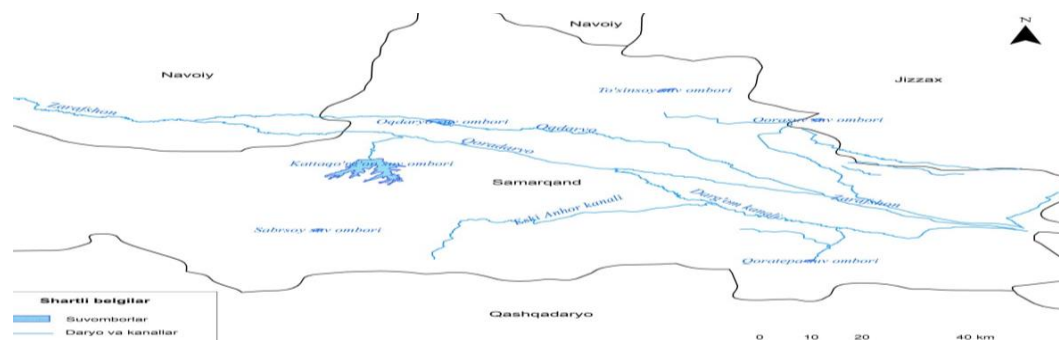 Navoiy
N
Navoiy
Jizzax
Zarafshon
To'sinsoy suv ombori
Oqdaryo suv ombori
Oqdaryo
Qorasuv suv ombori
Qoradaryo
Kattaqo'rg'on suv ombori
Samarqand
Darg'om kanali
Zarafshon
Eski Anhor kanali
Sabrsoy suv ombori
Qoratepa suv ombori
Shartli belgilar
Suvomborlar
Daryo va kanallar
Qashqadaryo
0 10 20 40 km